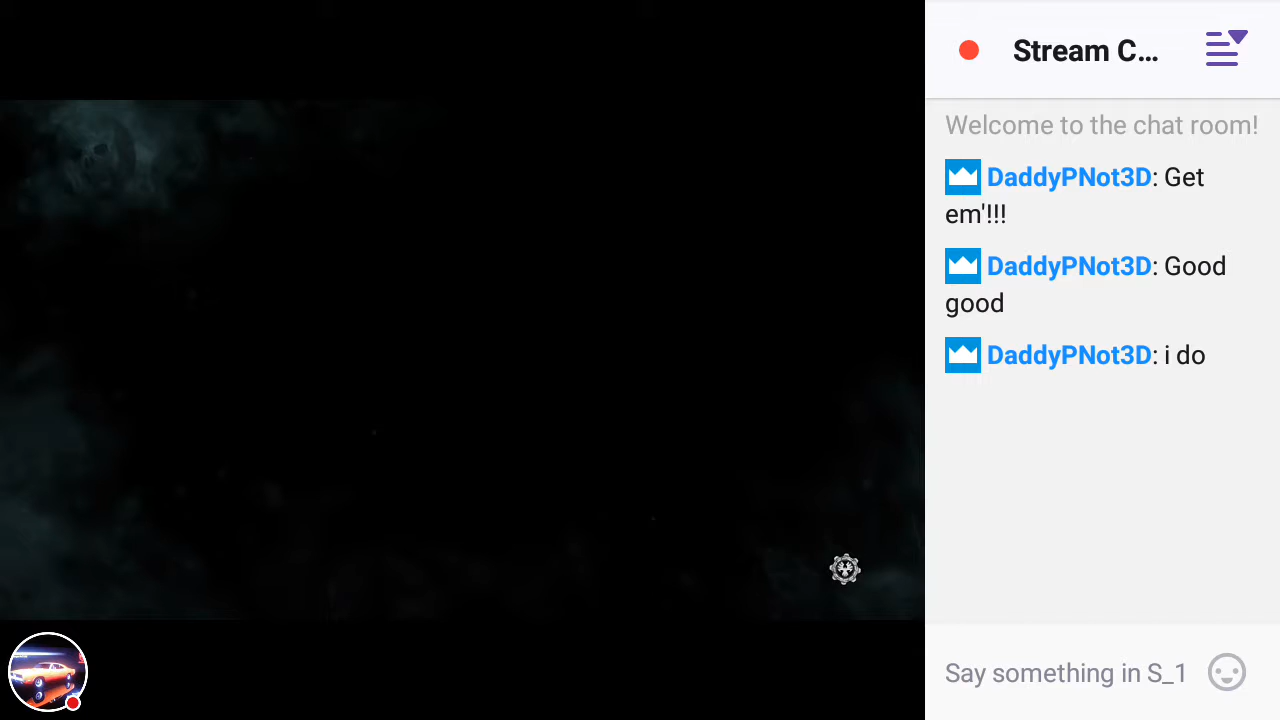 Stream C...
Welcome to the chat room!
DaddyPNot3D: Get
em'!!!
DaddyPNot3D: Good
good
DaddyPNot3D: i do
Say something in S_1